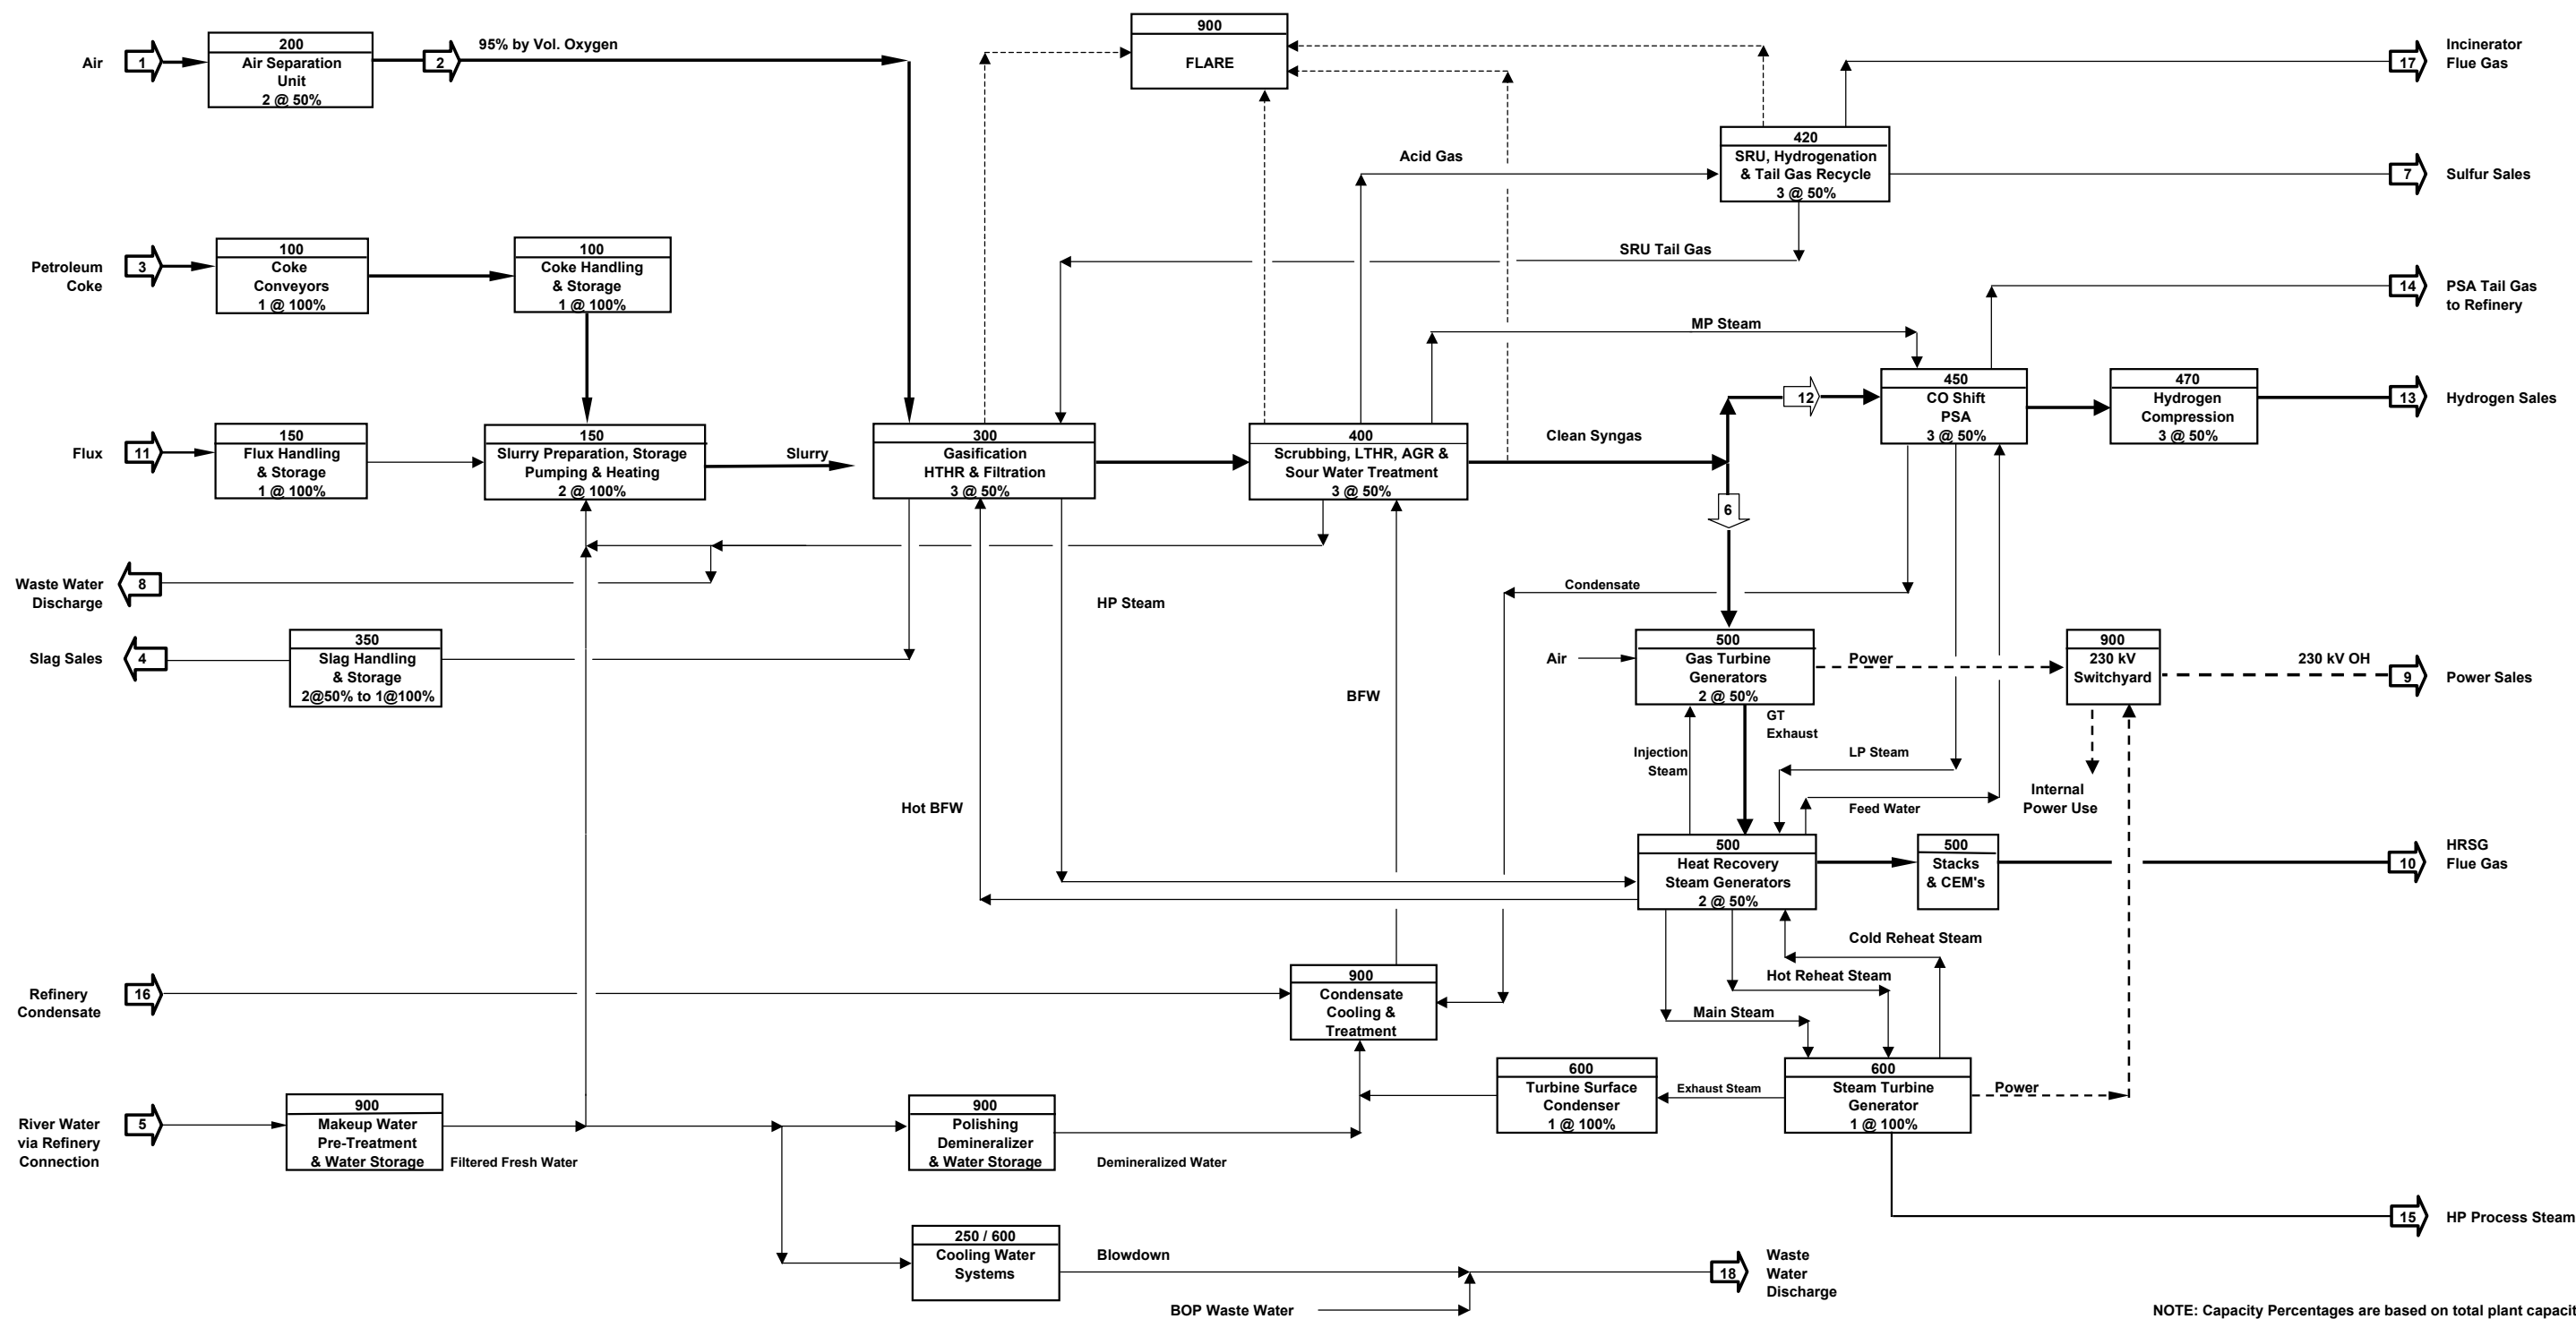 900
FLARE
Air
1
200
Air Separation
Unit
2 @ 50%
2
95% by Vol. Oxygen
17
Incinerator
Flue Gas
Acid Gas
420
SRU, Hydrogenation
& Tail Gas Recycle
3 @ 50%
7
Sulfur Sales
SRU Tail Gas
Petroleum
Coke
3
100
Coke
Conveyors
1 @ 100%
100
Coke Handling
& Storage
1 @ 100%
14
PSA Tail Gas
to Refinery
MP Steam
Flux
11
150
Flux Handling
& Storage
1 @ 100%
150
Slurry Preparation, Storage
Pumping & Heating
2 @ 100%
Slurry
300
Gasification
HTHR & Filtration
3 @ 50%
400
Scrubbing, LTHR, AGR &
Sour Water Treatment
3 @ 50%
Clean Syngas
12
450
CO Shift
PSA
3 @ 50%
470
Hydrogen
Compression
3 @ 50%
13
Hydrogen Sales
6
Waste Water
Discharge
8
HP Steam
Condensate
Slag Sales
4
350
Slag Handling
& Storage
2@50% to 1@100%
BFW
Air
500
Gas Turbine
Generators
2 @ 50%
Power
900
230 kV
Switchyard
230 kV OH
9
Power Sales
GT
Exhaust
Injection
Steam
LP Steam
Feed Water
Internal
Power Use
Hot BFW
500
Heat Recovery
Steam Generators
2 @ 50%
500
Stacks
& CEM's
10
HRSG
Flue Gas
Cold Reheat Steam
Hot Reheat Steam
Main Steam
Refinery
Condensate
16
900
Condensate
Cooling &
Treatment
River Water
via Refinery
Connection
5
900
Makeup Water
Pre-Treatment
& Water Storage
Filtered Fresh Water
900
Polishing
Demineralizer
& Water Storage
Demineralized Water
600
Turbine Surface
Condenser
1 @ 100%
Exhaust Steam
600
Steam Turbine
Generator
1 @ 100%
Power
15
HP Process Steam
250 / 600
Cooling Water
Systems
Blowdown
BOP Waste Water
18
Waste
Water
Discharge
NOTE: Capacity Percentages are based on total plant capacit